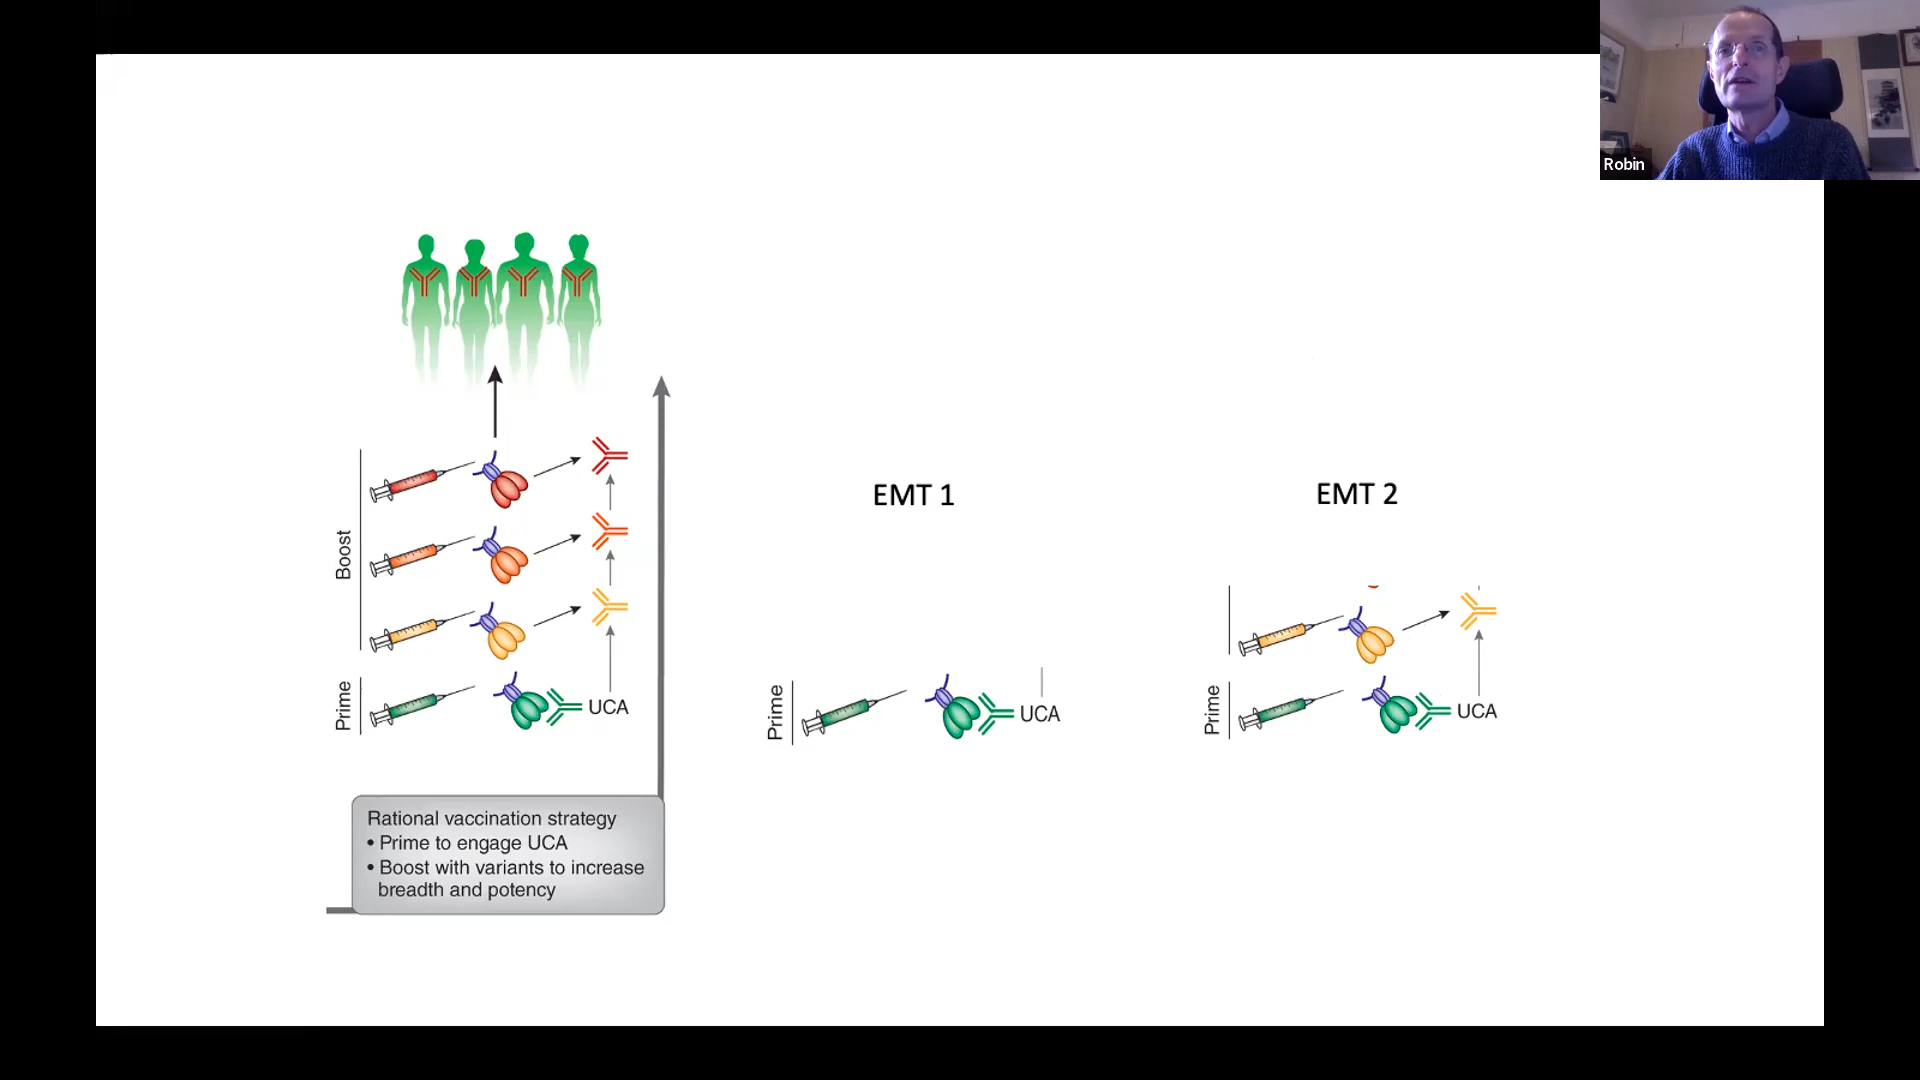 Robin
Boost
Prime
UCA
Rational vaccination strategy
• Prime to engage UCA
• Boost with variants to increase
breadth and potency
EMT 1
Prime
UCA
EMT 2
Prime
UCA